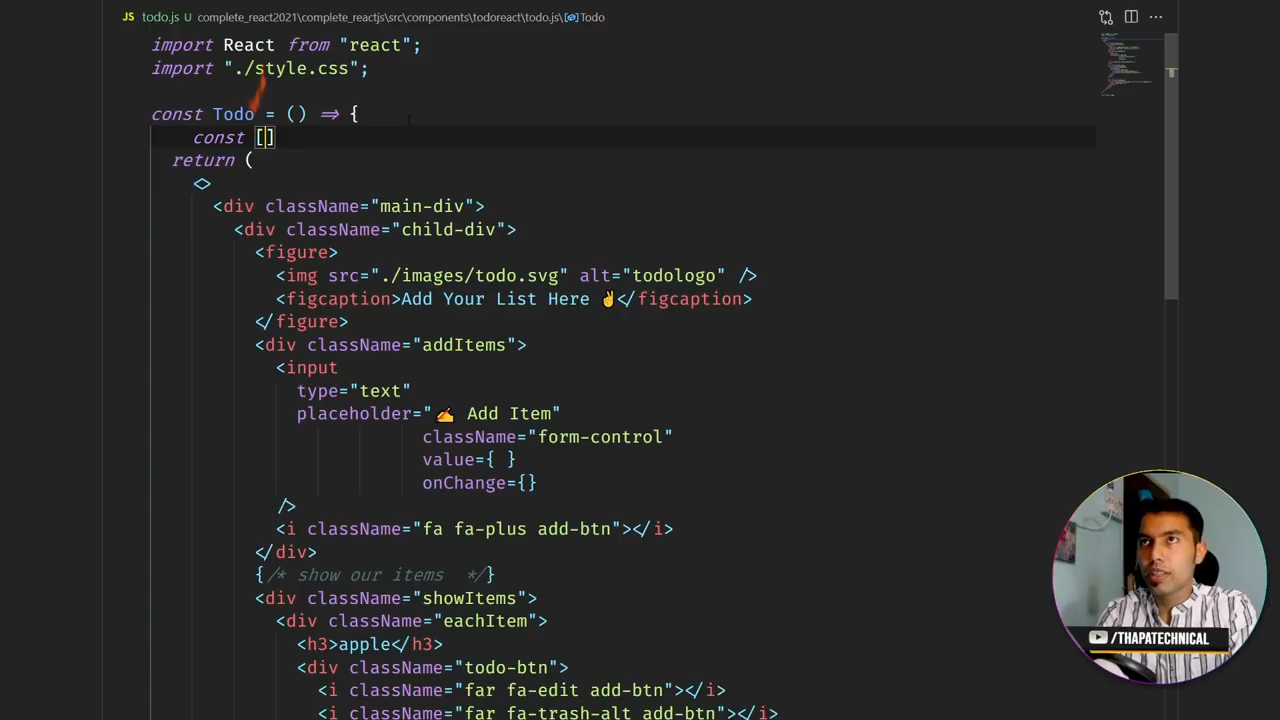 JS todo.js U complete_react2021\complete_reactjs\src\components\todoreact\todo.js\Todo
import React from "react";
import "./style.css";
const Todo = () => {
const []
return (
<>
<div className="main-div">
<div className="child-div">
<figure>
<img src="./images/todo.svg" alt="todologo" />
<figcaption>Add Your List Here ✌</figcaption>
</figure>
<div className="addItems">
<input
type="text"
placeholder="✍ Add Item"
className="form-control"
value={ }
onChange={}
/>
<i className="fa fa-plus add-btn"></i>
</div>
{/* show our items  */}
<div className="showItems">
<div className="eachItem">
<h3>apple</h3>
<div className="todo-btn">
<i className="far fa-edit add-btn"></i>
<i className="far fa-trash-alt add-btn"></i>
/THAPATECHNICAL